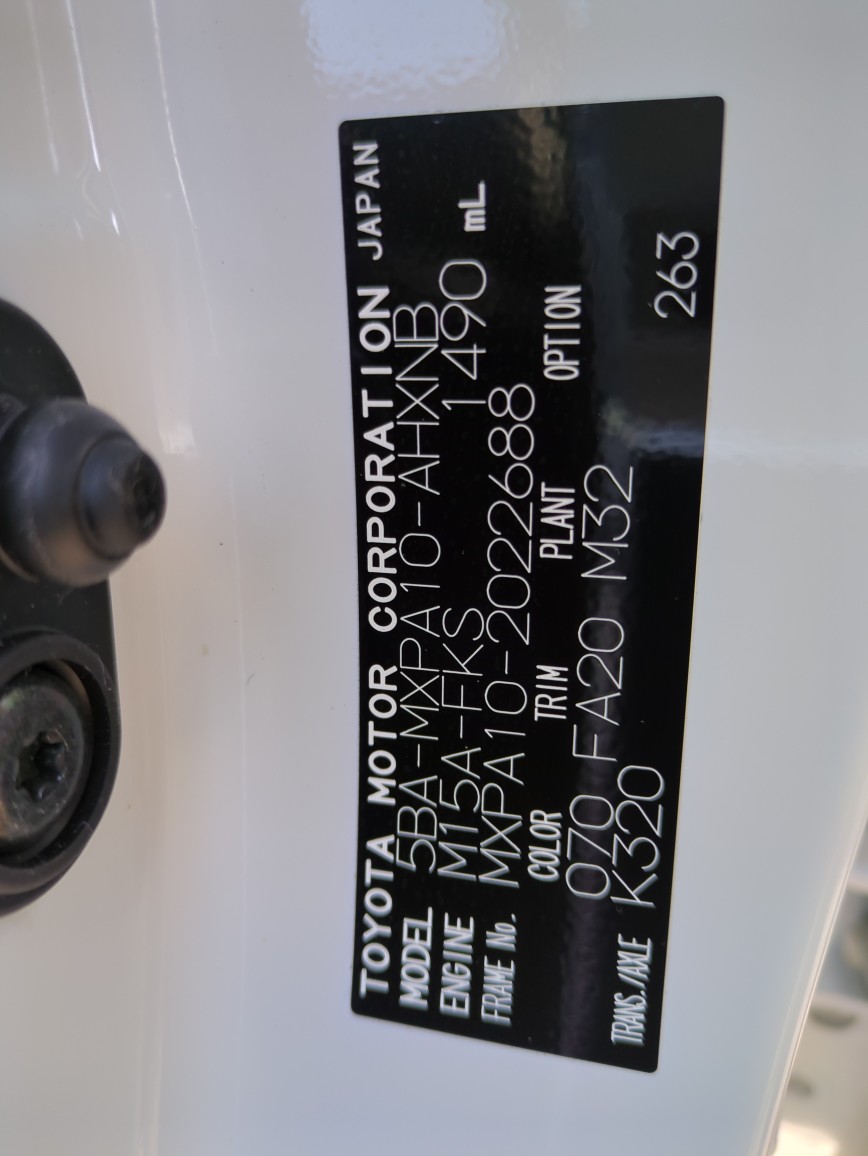 TOYOTA MOTOR CORPORATION JAPAN
MODEL 5BA-MXPA10-AHXNB
ENGINE M15A-FKS 1490 mL
FRAME No. MXPA10-2022688
COLOR TRIM PLANT OPTION
070 FA20 M32
TRANS./AXLE K320
263